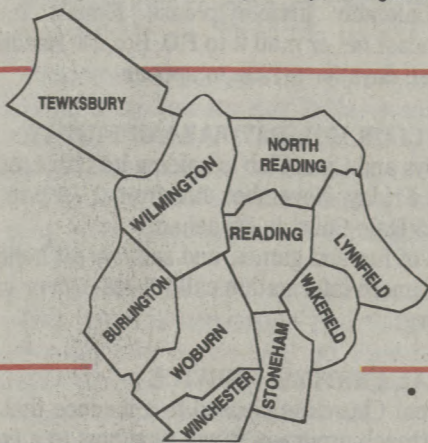 TEWKSBURY
NORTH
READING
WILMINGTON
READING
LYNNFIELD
BURLINGTON
WAKEFIELD
WOBURN
STONEHAM
WINCHESTER